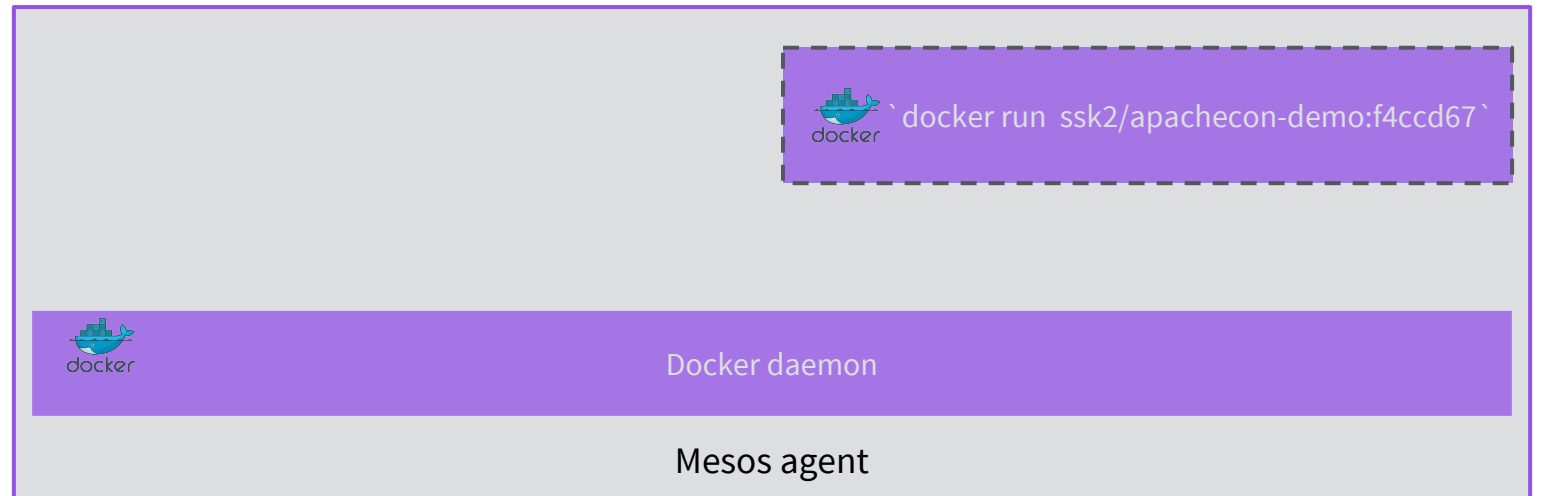 docker `docker run  ssk2/apachecon-demo:f4ccd67`
docker Docker daemon
Mesos agent